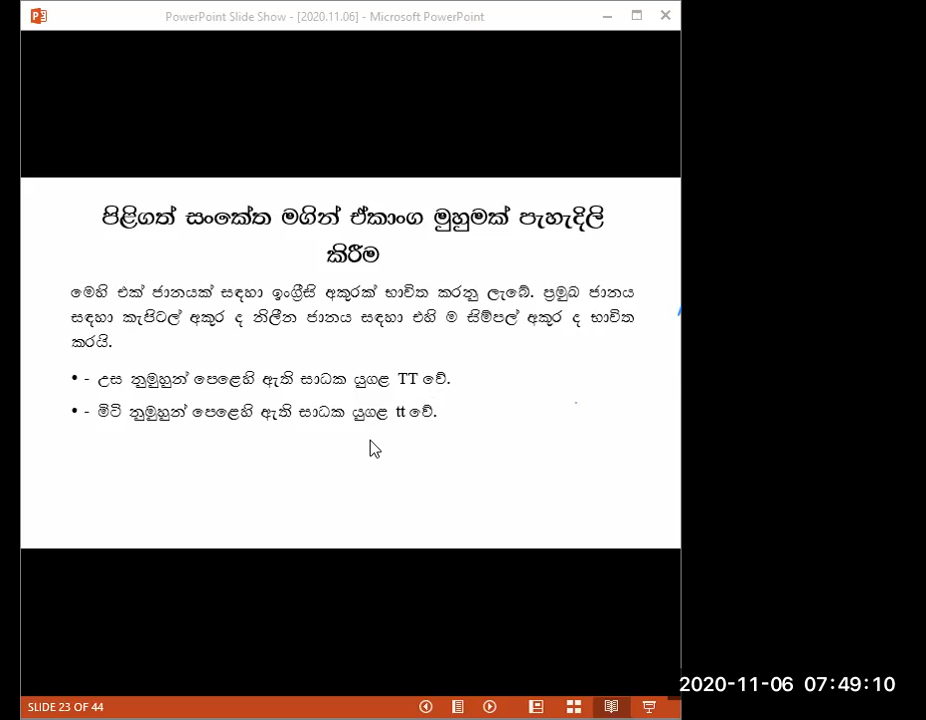 PowerPoint Slide Show - [2020.11.06] - Microsoft PowerPoint
පිළිගත් සංකේත මගින් ඒකාංග මුහුමක් පැහැදිලි
කිරීම
මෙහි එක් ජානයක් සඳහා ඉංග්‍රීසි අකුරක් භාවිත කරනු ලැබේ. ප්‍රමුඛ ජානය
සඳහා කැපිටල් අකුර ද නිලීන ජානය සඳහා එහි ම සිම්පල් අකුර ද භාවිත
කරයි.
• - උස නුමුහුන් පෙළෙහි ඇති සාධක යුගළ TT වේ.
• - මිටි නුමුහුන් පෙළෙහි ඇති සාධක යුගළ tt වේ.
2020-11-06 07:49:10
SLIDE 23 OF 44